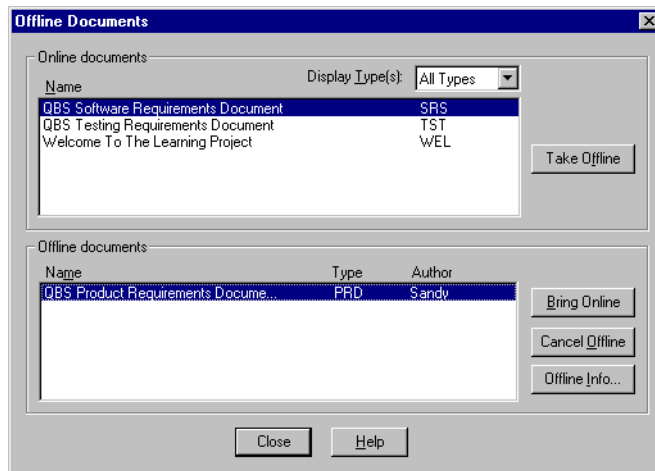 Offline Documents
Online documents
Display Type(s): All Types
Name
QBS Software Requirements Document SRS
QBS Testing Requirements Document TST
Welcome To The Learning Project WEL
Take Offline
Offline documents
Name Type Author
QBS Product Requirements Docume... PRD Sandy
Bring Online
Cancel Offline
Offline Info...
Close Help